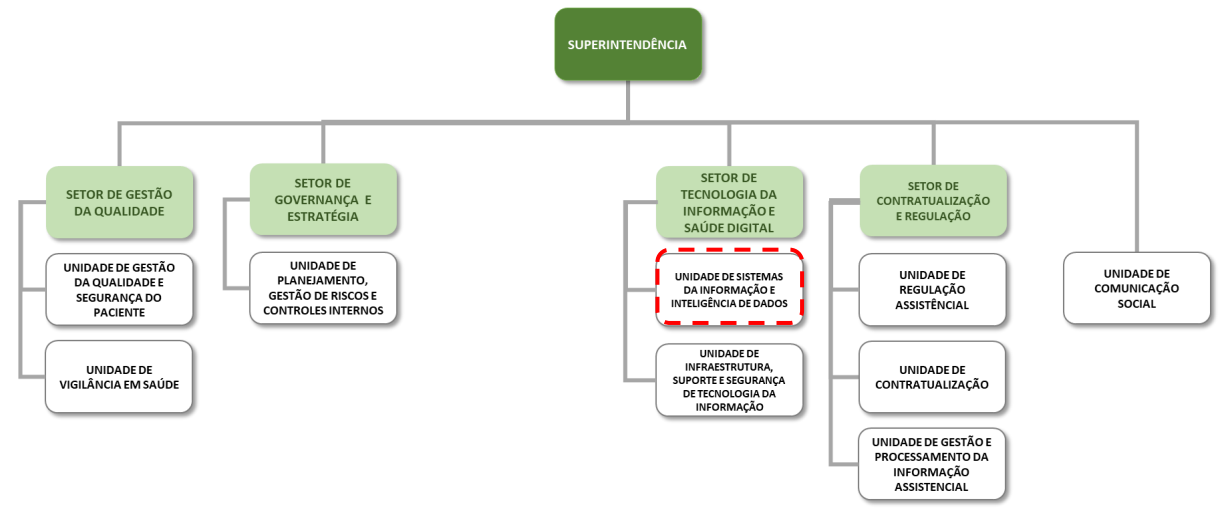 SUPERINTENDÊNCIA
SETOR DE GESTÃO
DA QUALIDADE
SETOR DE
GOVERNANÇA E
ESTRATÉGIA
SETOR DE
TECNOLOGIA DA
INFORMAÇÃO E
SAÚDE DIGITAL
SETOR DE
CONTRATUALIZAÇÃO
E REGULAÇÃO
UNIDADE DE GESTÃO
DA QUALIDADE E
SEGURANÇA DO
PACIENTE
UNIDADE DE
PLANEJAMENTO,
GESTÃO DE RISCOS E
CONTROLES INTERNOS
UNIDADE DE SISTEMAS
DA INFORMAÇÃO E
INTELIGÊNCIA DE DADOS
UNIDADE DE
REGULAÇÃO
ASSISTÊNCIAL
UNIDADE DE
COMUNICAÇÃO
SOCIAL
UNIDADE DE
VIGILÂNCIA EM SAÚDE
UNIDADE DE
INFRAESTRUTURA,
SUPORTE E SEGURANÇA
DE TECNOLOGIA DA
INFORMAÇÃO
UNIDADE DE
CONTRATUALIZAÇÃO
UNIDADE DE GESTÃO E
PROCESSAMENTO DA
INFORMAÇÃO
ASSISTENCIAL